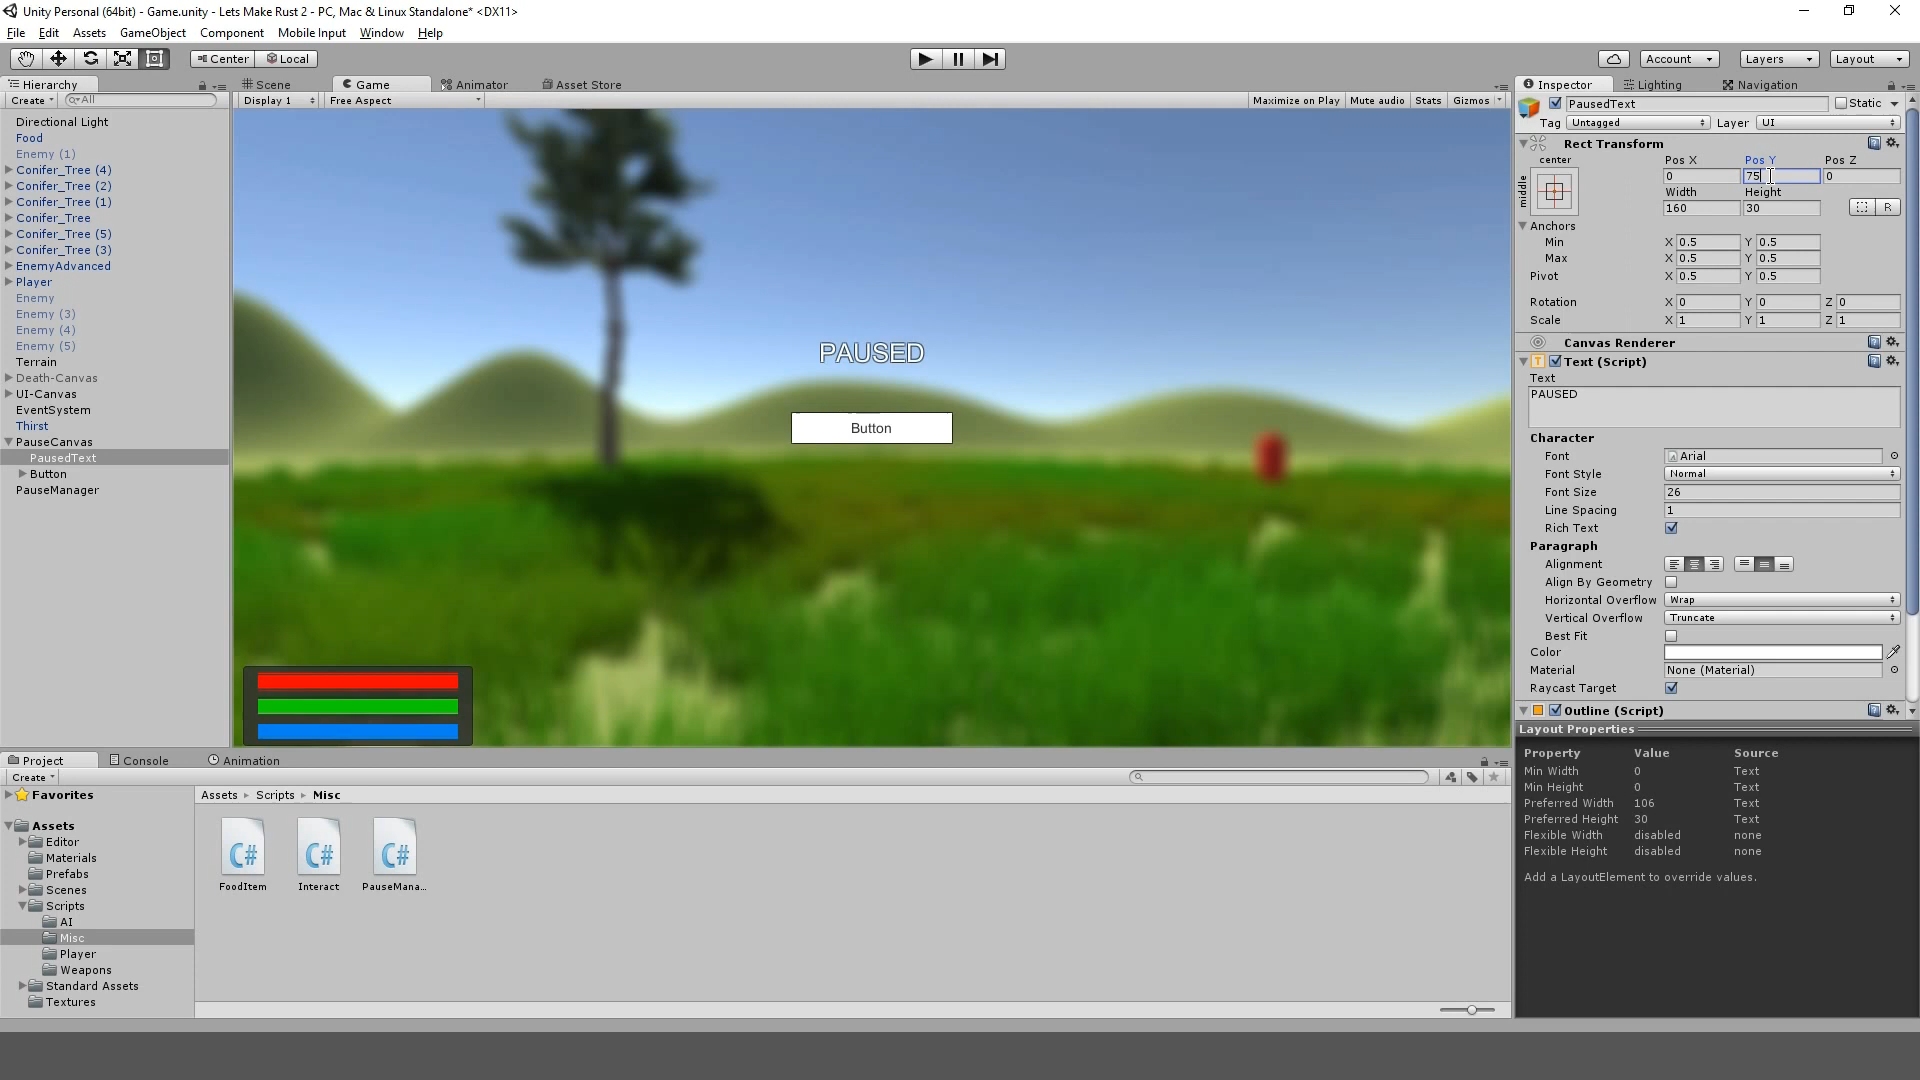 Unity Personal (64bit) - Game.unity - Lets Make Rust 2 - PC, Mac & Linux Standalone* <DX11>
File Edit Assets GameObject Component Mobile Input Window Help
Center Local Account Layers Layout
Hierarchy
Create All
Directional Light
Food
Enemy (1)
Conifer_Tree (4)
Conifer_Tree (2)
Conifer_Tree (1)
Conifer_Tree
Conifer_Tree (5)
Conifer_Tree (3)
EnemyAdvanced
Player
Enemy
Enemy (3)
Enemy (4)
Enemy (5)
Terrain
Death-Canvas
UI-Canvas
EventSystem
Thirst
PauseCanvas
PausedText
Button
PauseManager
Scene Game Animator Asset Store
Display 1 Free Aspect Maximize on Play Mute audio Stats Gizmos
PAUSED
Button
Inspector Lighting Navigation
PausedText Static
Tag Untagged Layer UI
Rect Transform
center Pos X Pos Y Pos Z
middle 0 75 0
Width Height
160 30 R
Anchors
Min X 0.5 Y 0.5
Max X 0.5 Y 0.5
Pivot X 0.5 Y 0.5
Rotation X 0 Y 0 Z 0
Scale X 1 Y 1 Z 1
Canvas Renderer
Text (Script)
Text
PAUSED
Character
Font Arial
Font Style Normal
Font Size 26
Line Spacing 1
Rich Text
Paragraph
Alignment
Align By Geometry
Horizontal Overflow Wrap
Vertical Overflow Truncate
Best Fit
Color
Material None (Material)
Raycast Target
Outline (Script)
Layout Properties
Property Value Source
Min Width 0 Text
Min Height 0 Text
Preferred Width 106 Text
Preferred Height 30 Text
Flexible Width disabled none
Flexible Height disabled none
Add a LayoutElement to override values.
Project Console Animation
Create
Favorites
Assets
Editor
Materials
Prefabs
Scenes
Scripts
AI
Misc
Player
Weapons
Standard Assets
Textures
Assets Scripts Misc
C# C# C#
FoodItem Interact PauseMana...